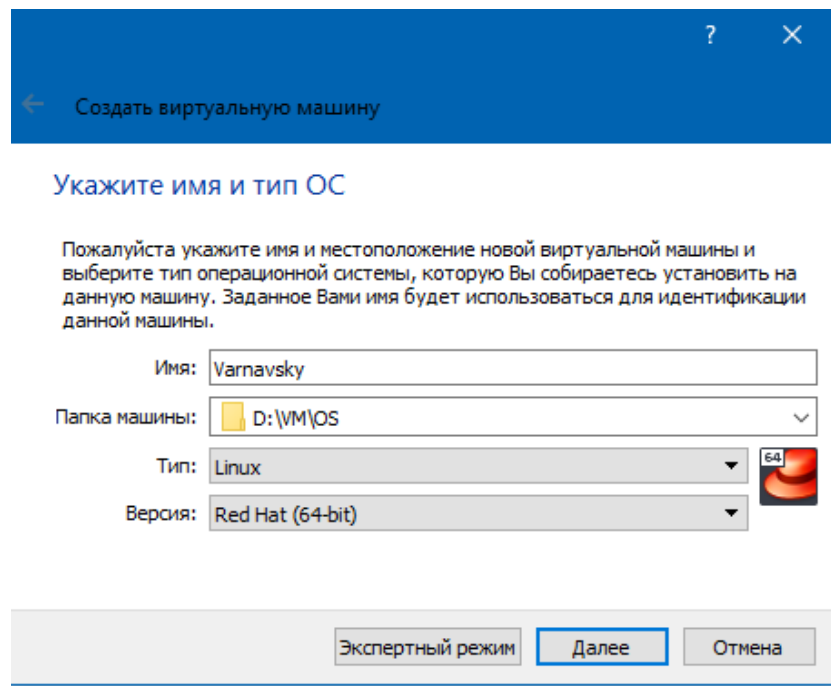 ?
Создать виртуальную машину
Укажите имя и тип ОС
Пожалуйста укажите имя и местоположение новой виртуальной машины и
выберите тип операционной системы, которую Вы собираетесь установить на
данную машину. Заданное Вами имя будет использоваться для идентификации
данной машины.
Имя: Varnavsky
Папка машины: D:\VM\OS
Тип: Linux
64
Версия: Red Hat (64-bit)
Экспертный режим Далее Отмена